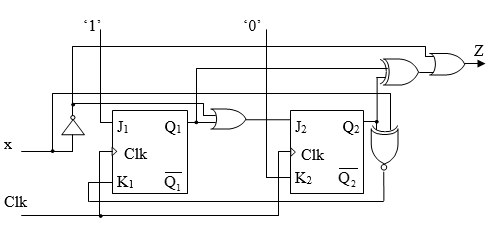 ‘1’ ‘0’
Z
J1 Q1 J2 Q2
x Clk Clk
K1 Q1 K2 Q2
Clk